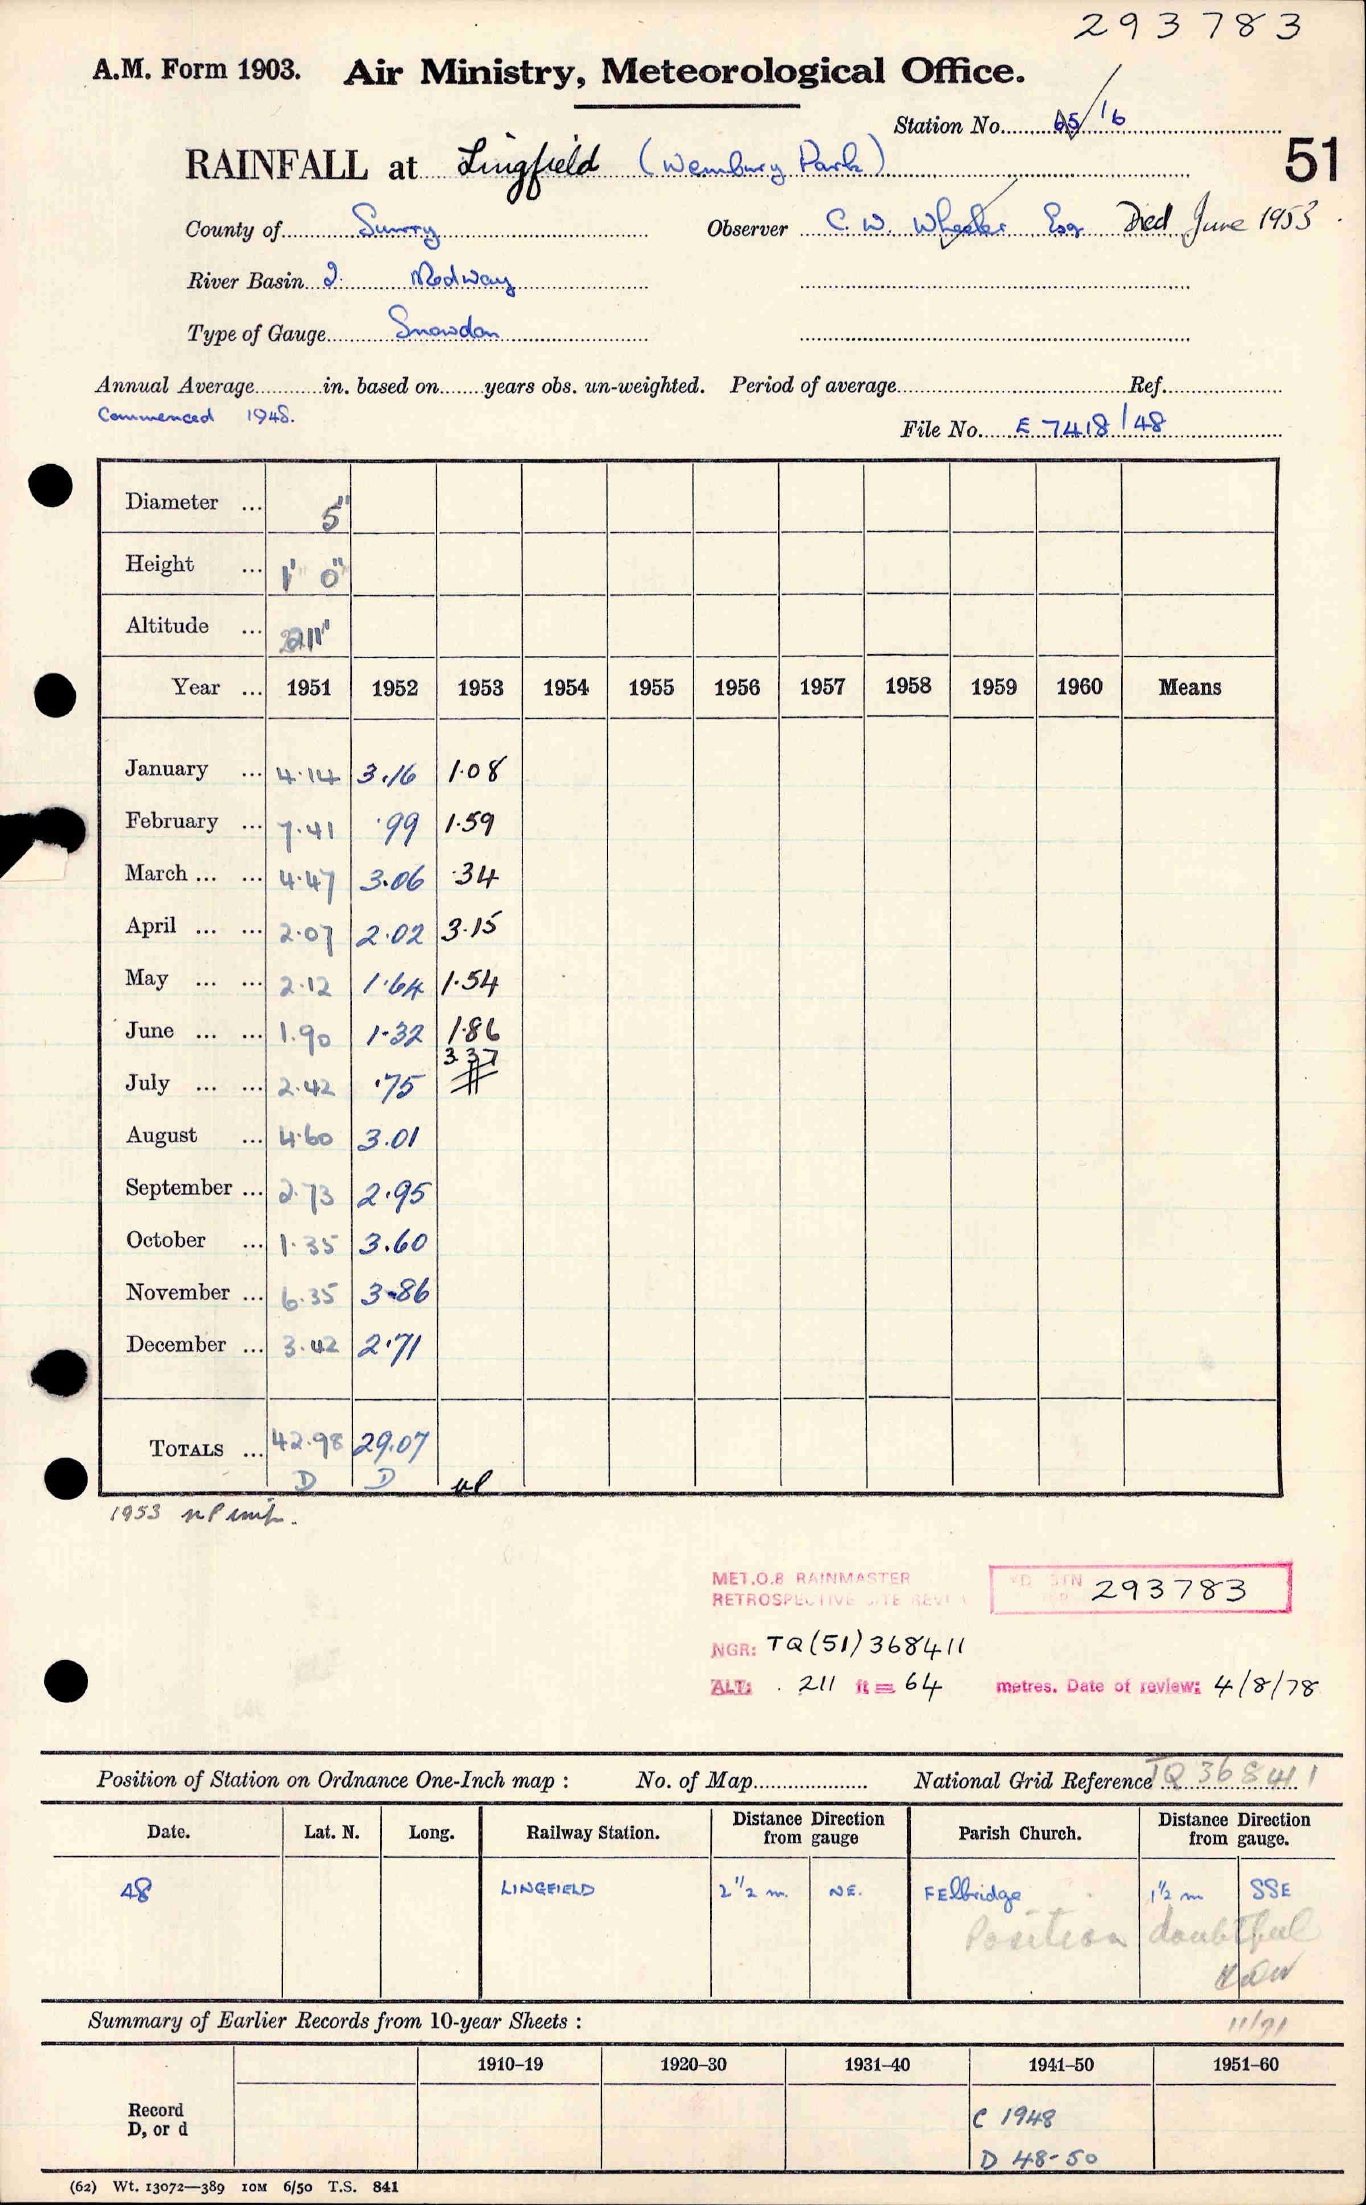 293783
A.M. Form 1903. Air Ministry, Meteorological Office.
Station No. 65/16
51
RAINFALL at Lingfield (Wembury Park)
County of Surrey Observer C. W. Wheeler Esq Died June 1953.
River Basin 2. Medway
Type of Gauge Snowdon
Annual Average in. based on years obs. un-weighted. Period of average Ref.
Commenced 1948.
File No. E 7418/48
Diameter ... 5"
Height ... 1' 0"
Altitude ... 211'
Year ... 1951 1952 1953 1954 1955 1956 1957 1958 1959 1960 Means
January ... 4.14 3.16 1.08
February ... 7.41 .99 1.59
March ... ... 4.47 3.06 .34
April ... ... 2.07 2.02 3.15
May ... ... 2.12 1.64 1.54
June ... ... 1.90 1.32 1.86
3.37
July ... ... 2.42 .75
August ... 4.60 3.01
September ... 2.73 2.95
October ... 1.35 3.60
November ... 6.35 3.86
December ... 3.42 2.71
TOTALS ... 42.98 29.07
D D np
1953 np
MET.O.8 RAINMASTER
RETROSPECTIVE SITE REVI
STN 293783
NGR: TQ(51)368411
ALT: 211 ft = 64 metres. Date of review: 4/8/78
Position of Station on Ordnance One-Inch map : No. of Map National Grid Reference TQ 368411
Date. Lat. N. Long. Railway Station. Distance from gauge Direction Parish Church. Distance from gauge. Direction
48 LINGFIELD 2 1/2 m. NE. FElbridge 1 1/2 m SSE
Position doubtful
11/71
Summary of Earlier Records from 10-year Sheets :
1910–19 1920–30 1931–40 1941–50 1951–60
Record
D, or d
C 1948
D 48-50
(62) Wt. 13072—389 10M 6/50 T.S. 841